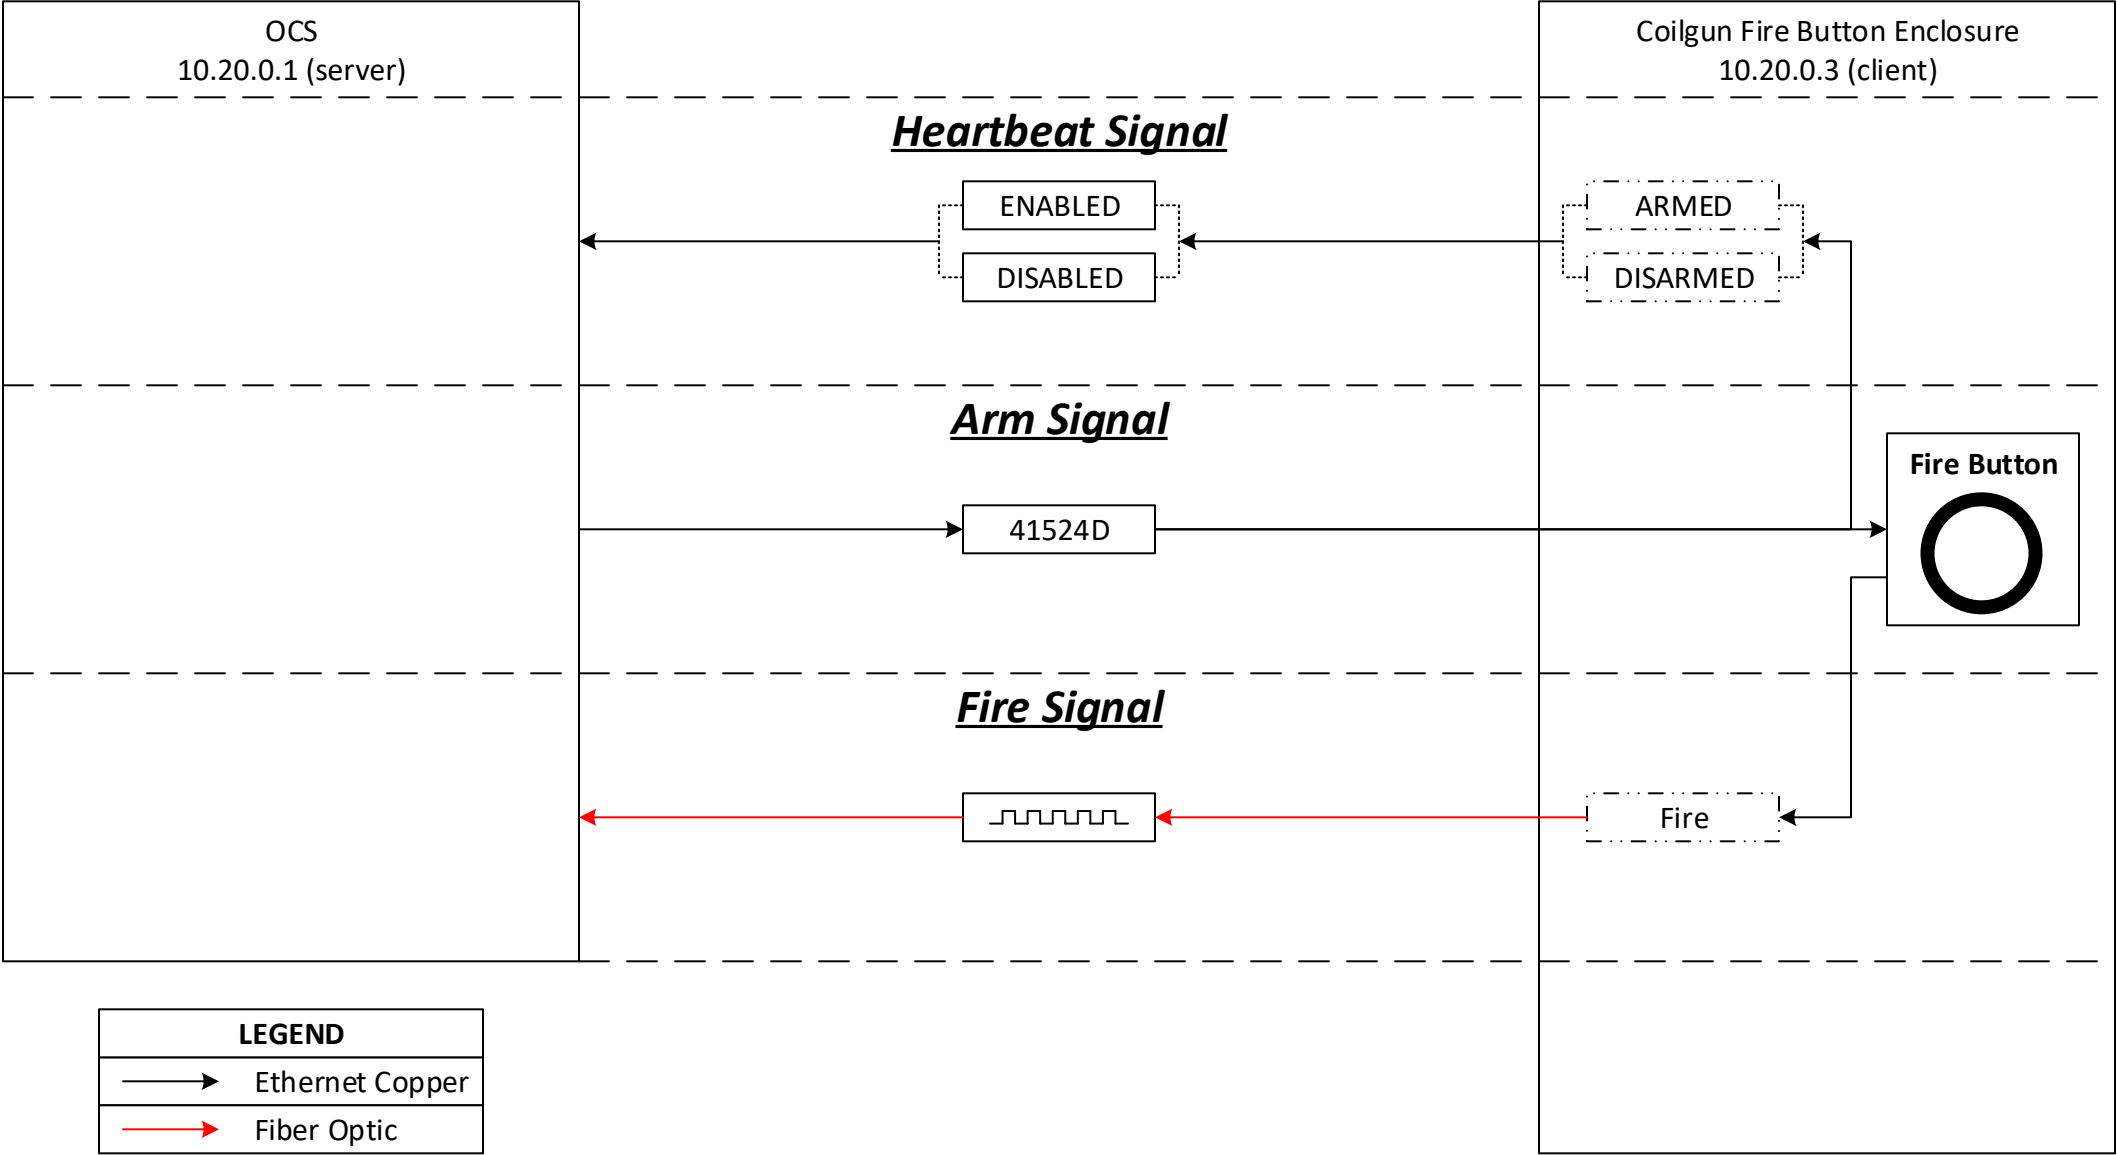 OCS
10.20.0.1 (server)
Coilgun Fire Button Enclosure
10.20.0.3 (client)
Heartbeat Signal
ENABLED
ARMED
DISABLED
DISARMED
Arm Signal
Fire Button
41524D
Fire Signal
Fire
LEGEND
Ethernet Copper
Fiber Optic